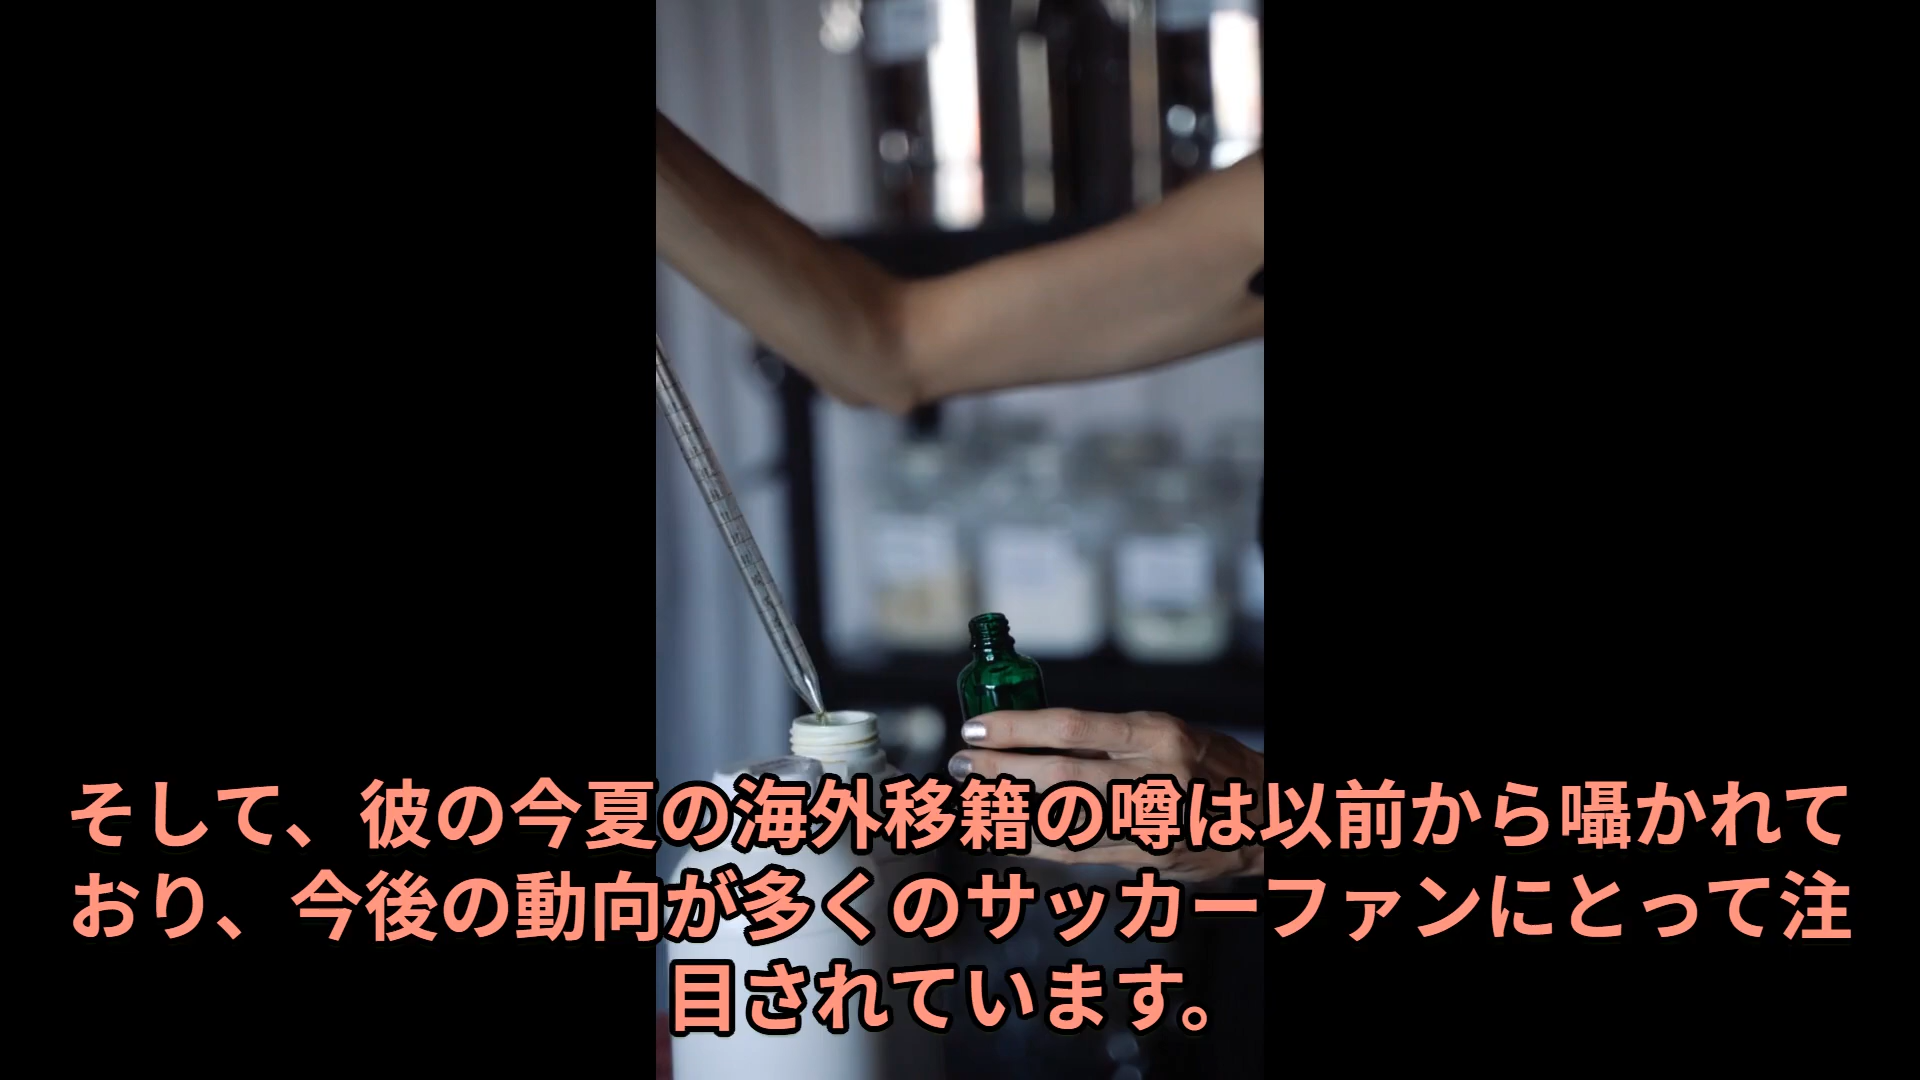 そして、彼の今夏の海外移籍の噂は以前から囁かれて
おり、今後の動向が多くのサッカーファンにとって注
目されています。